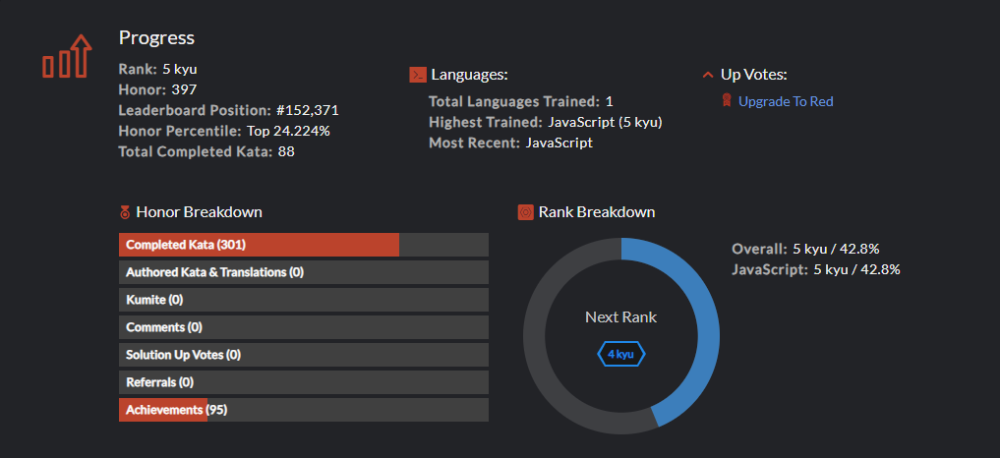 Progress
Rank: 5 kyu
Honor: 397
Leaderboard Position: #152,371
Honor Percentile: Top 24.224%
Total Completed Kata: 88
Languages:
Total Languages Trained: 1
Highest Trained: JavaScript (5 kyu)
Most Recent: JavaScript
Up Votes:
Upgrade To Red
Honor Breakdown
Completed Kata (301)
Authored Kata & Translations (0)
Kumite (0)
Comments (0)
Solution Up Votes (0)
Referrals (0)
Achievements (95)
Rank Breakdown
Next Rank
4 kyu
Overall: 5 kyu / 42.8%
JavaScript: 5 kyu / 42.8%